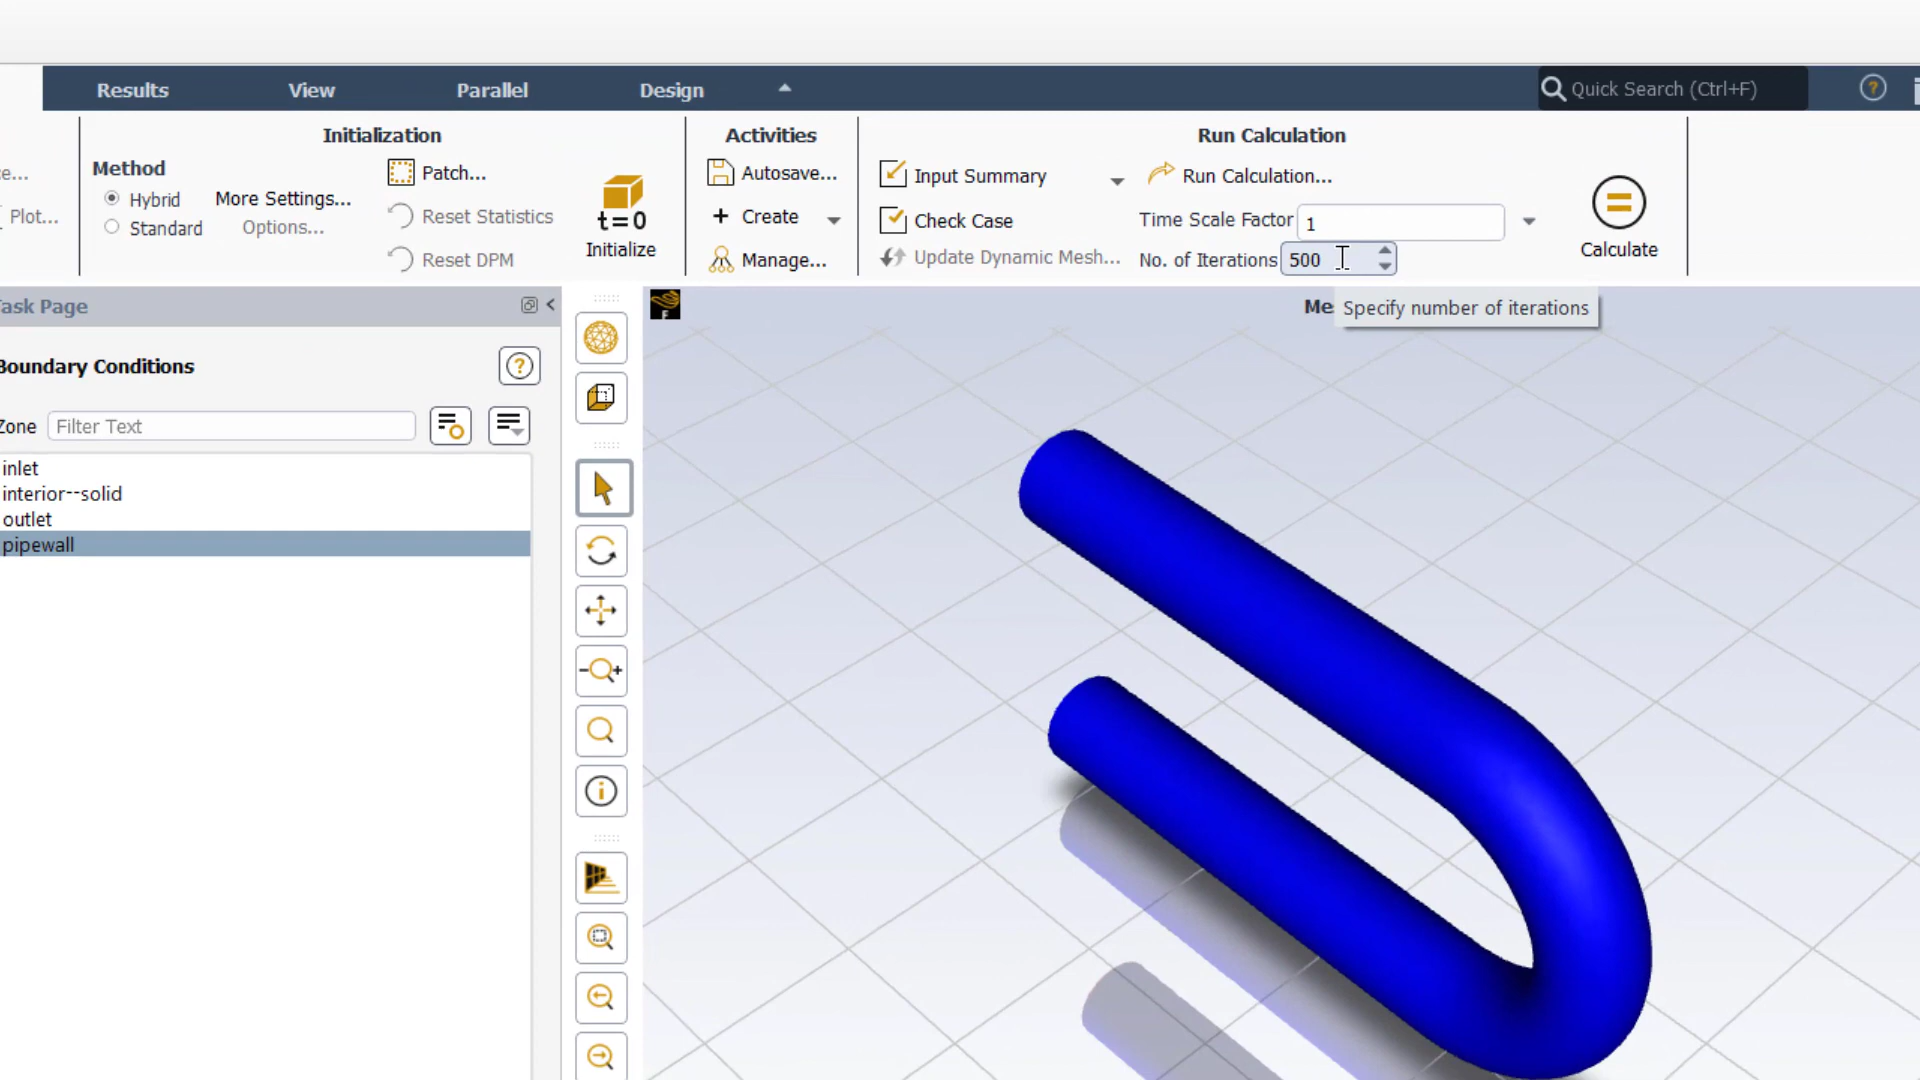 Results View Parallel Design Quick Search (Ctrl+F) ?
Initialization Activities Run Calculation
Method
Hybrid
Standard
More Settings...
Options...
Patch...
Reset Statistics
Reset DPM
t=0
Initialize
Autosave...
+ Create
Manage...
Input Summary
Check Case
Update Dynamic Mesh...
Run Calculation...
Time Scale Factor 1
No. of Iterations 500
Calculate
e...
Plot...
Specify number of iterations
Me
ask Page
Boundary Conditions ?
Zone Filter Text
inlet
interior--solid
outlet
pipewall
F